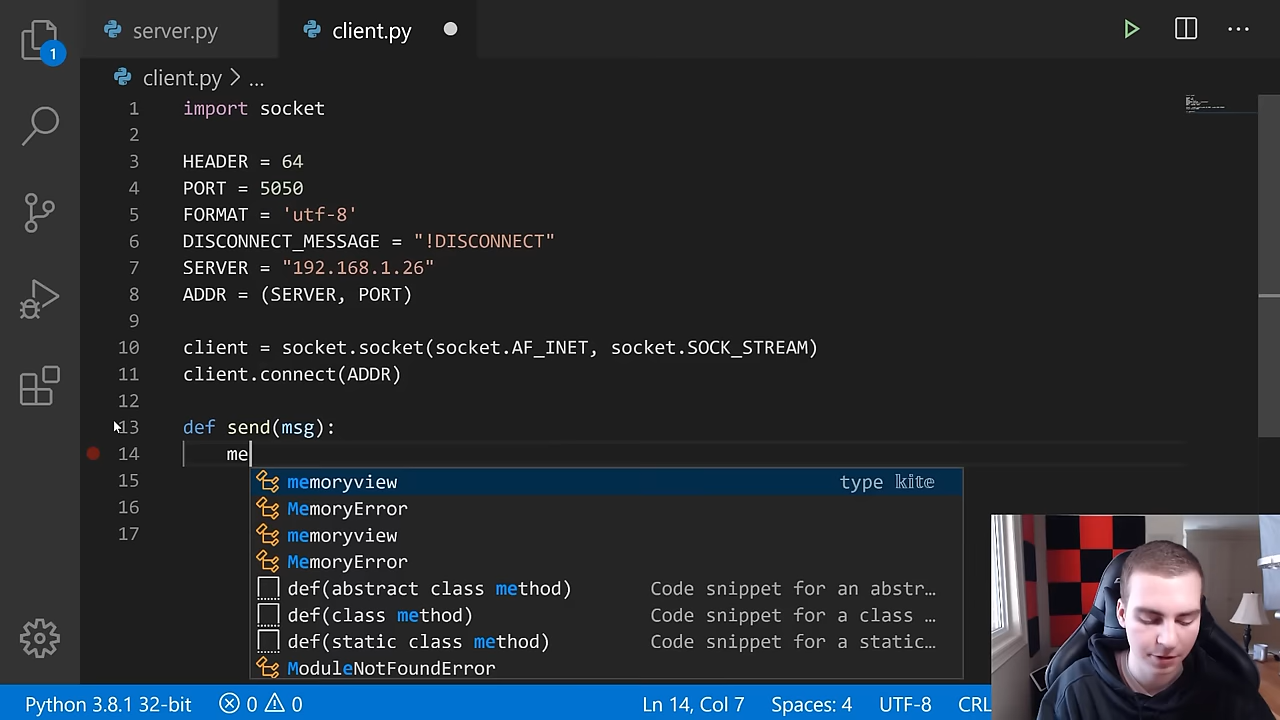 server.py
client.py
1
client.py > ...
1 import socket
2
3 HEADER = 64
4 PORT = 5050
5 FORMAT = 'utf-8'
6 DISCONNECT_MESSAGE = "!DISCONNECT"
7 SERVER = "192.168.1.26"
8 ADDR = (SERVER, PORT)
9
10 client = socket.socket(socket.AF_INET, socket.SOCK_STREAM)
11 client.connect(ADDR)
12
13 def send(msg):
14 me
15 memoryview type kite
16 MemoryError
17 memoryview
MemoryError
def(abstract class method) Code snippet for an abstr…
def(class method) Code snippet for a class …
def(static class method) Code snippet for a static…
ModuleNotFoundError
Python 3.8.1 32-bit 0 0 Ln 14, Col 7 Spaces: 4 UTF-8 CRL